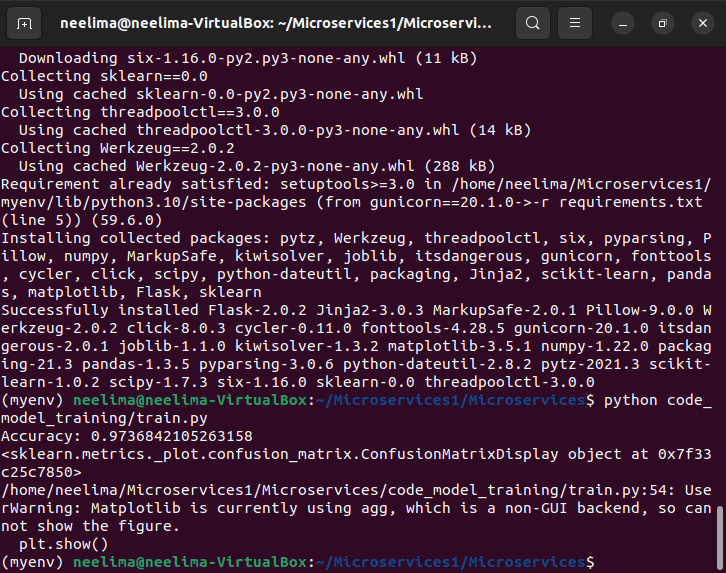 neelima@neelima-VirtualBox: ~/Microservices1/Microservi...
  Downloading six-1.16.0-py2.py3-none-any.whl (11 kB)
Collecting sklearn==0.0
  Using cached sklearn-0.0-py2.py3-none-any.whl
Collecting threadpoolctl==3.0.0
  Using cached threadpoolctl-3.0.0-py3-none-any.whl (14 kB)
Collecting Werkzeug==2.0.2
  Using cached Werkzeug-2.0.2-py3-none-any.whl (288 kB)
Requirement already satisfied: setuptools>=3.0 in /home/neelima/Microservices1/
myenv/lib/python3.10/site-packages (from gunicorn==20.1.0->-r requirements.txt
(line 5)) (59.6.0)
Installing collected packages: pytz, Werkzeug, threadpoolctl, six, pyparsing, P
illow, numpy, MarkupSafe, kiwisolver, joblib, itsdangerous, gunicorn, fonttools
, cycler, click, scipy, python-dateutil, packaging, Jinja2, scikit-learn, panda
s, matplotlib, Flask, sklearn
Successfully installed Flask-2.0.2 Jinja2-3.0.3 MarkupSafe-2.0.1 Pillow-9.0.0 W
erkzeug-2.0.2 click-8.0.3 cycler-0.11.0 fonttools-4.28.5 gunicorn-20.1.0 itsdan
gerous-2.0.1 joblib-1.1.0 kiwisolver-1.3.2 matplotlib-3.5.1 numpy-1.22.0 packag
ing-21.3 pandas-1.3.5 pyparsing-3.0.6 python-dateutil-2.8.2 pytz-2021.3 scikit-
learn-1.0.2 scipy-1.7.3 six-1.16.0 sklearn-0.0 threadpoolctl-3.0.0
(myenv) neelima@neelima-VirtualBox:~/Microservices1/Microservices$ python code_
model_training/train.py
Accuracy: 0.9736842105263158
<sklearn.metrics._plot.confusion_matrix.ConfusionMatrixDisplay object at 0x7f33
c25c7850>
/home/neelima/Microservices1/Microservices/code_model_training/train.py:54: Use
rWarning: Matplotlib is currently using agg, which is a non-GUI backend, so can
not show the figure.
  plt.show()
(myenv) neelima@neelima-VirtualBox:~/Microservices1/Microservices$